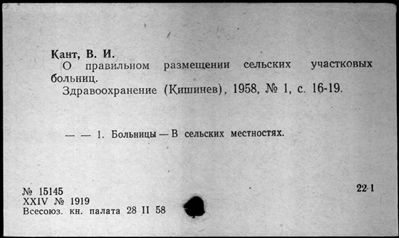 Кант, В. И.
О правильном размещении сельских участковых
больниц.
Здравоохранение (Кишинев), 1958, № 1, с. 16-19.
— — 1. Больницы — В сельских местностях.
№ 15145
XXIV № 1919
Всесоюз. кн. палата 28 II 58
22-1